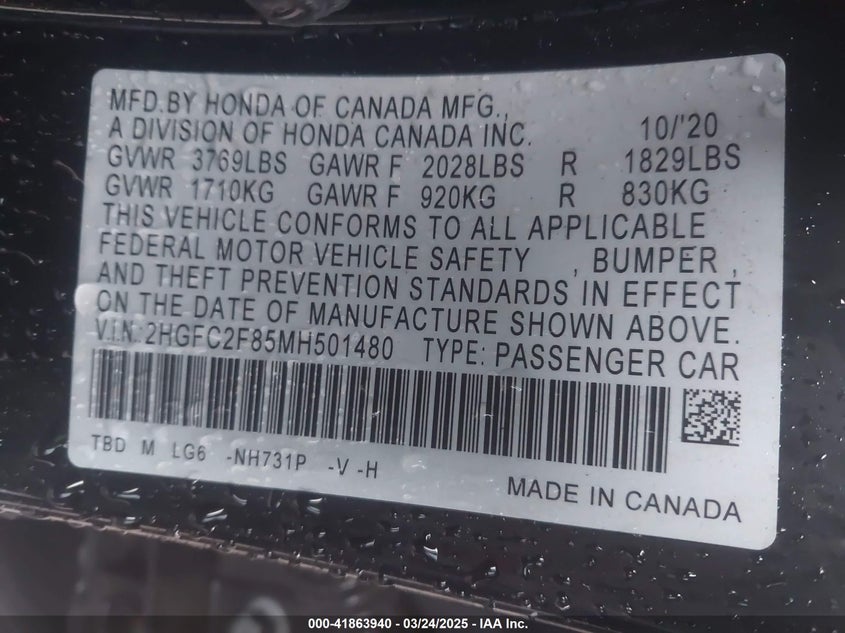 MFD.BY HONDA OF CANADA MFG.,
A DIVISION OF HONDA CANADA INC. 10/'20
GVWR 3769LBS GAWR F 2028LBS R 1829LBS
GVWR 1710KG GAWR F 920KG R 830KG
THIS VEHICLE CONFORMS TO ALL APPLICABLE
FEDERAL MOTOR VEHICLE SAFETY , BUMPER ,
AND THEFT PREVENTION STANDARDS IN EFFECT
ON THE DATE OF MANUFACTURE SHOWN ABOVE.
V.I.N.:2HGFC2F85MH501480 TYPE: PASSENGER CAR
TBD M LG6 -NH731P -V -H
MADE IN CANADA
000-41863940 - 03/24/2025 - IAA Inc.